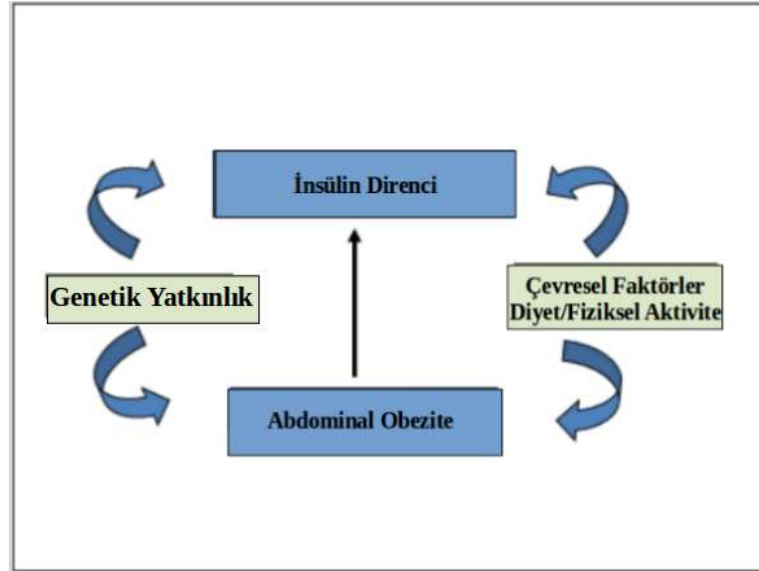 İnsülin Direnci
Genetik Yatkınlık
Çevresel Faktörler
Diyet/Fiziksel Aktivite
Abdominal Obezite